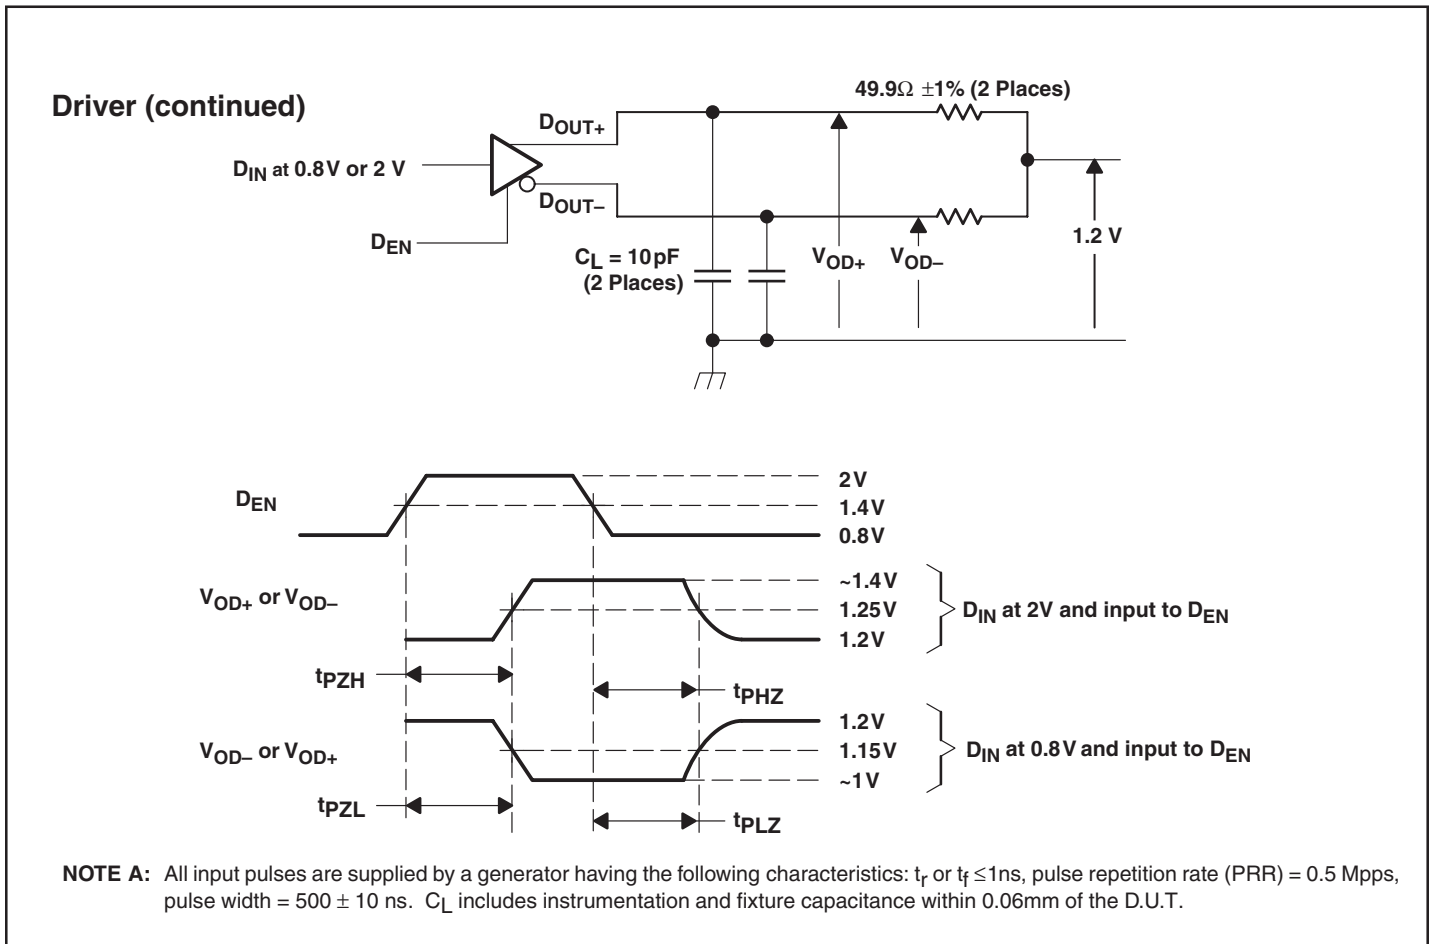 Driver (continued)
49.9Ω ±1% (2 Places)
DOUT+
DIN at 0.8V or 2 V
DOUT–
DEN
CL = 10pF
(2 Places)
VOD+
VOD–
1.2 V
DEN
2V
1.4V
0.8V
VOD+ or VOD–
~1.4V
1.25V
1.2V
DIN at 2V and input to DEN
tPZH
tPHZ
VOD– or VOD+
1.2V
1.15V
~1V
DIN at 0.8V and input to DEN
tPZL
tPLZ
NOTE A: All input pulses are supplied by a generator having the following characteristics: tr or tf ≤1ns, pulse repetition rate (PRR) = 0.5 Mpps,
pulse width = 500 ± 10 ns. CL includes instrumentation and fixture capacitance within 0.06mm of the D.U.T.